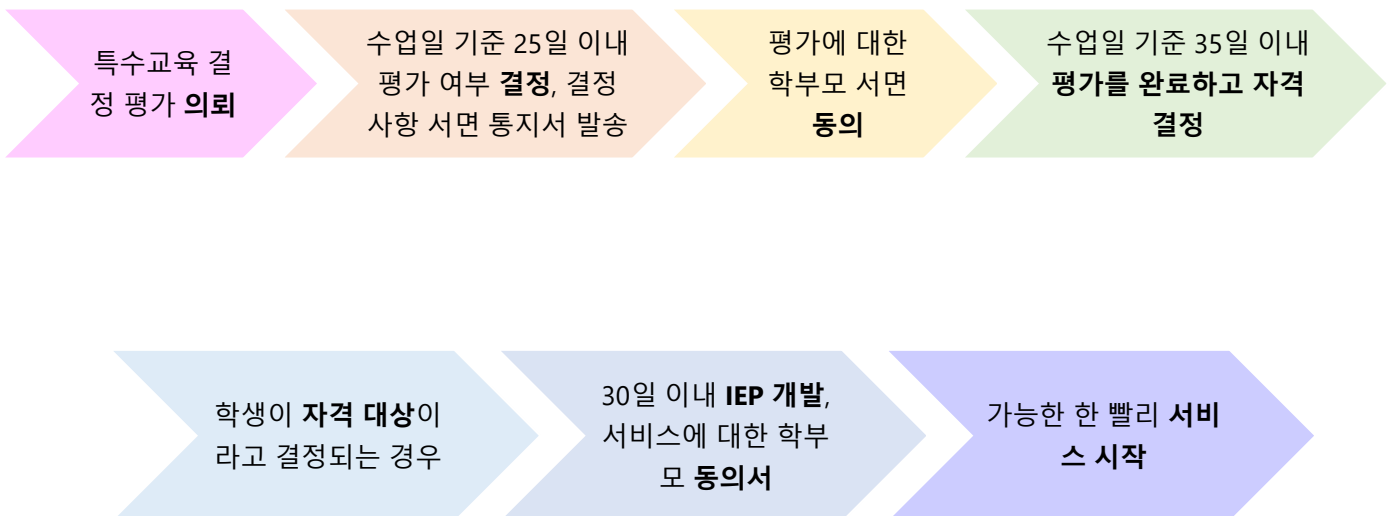 특수교육 결
정 평가 의뢰
수업일 기준 25일 이내
평가 여부 결정, 결정
사항 서면 통지서 발송
평가에 대한
학부모 서면
동의
수업일 기준 35일 이내
평가를 완료하고 자격
결정
학생이 자격 대상이
라고 결정되는 경우
30일 이내 IEP 개발,
서비스에 대한 학부
모 동의서
가능한 한 빨리 서비
스 시작